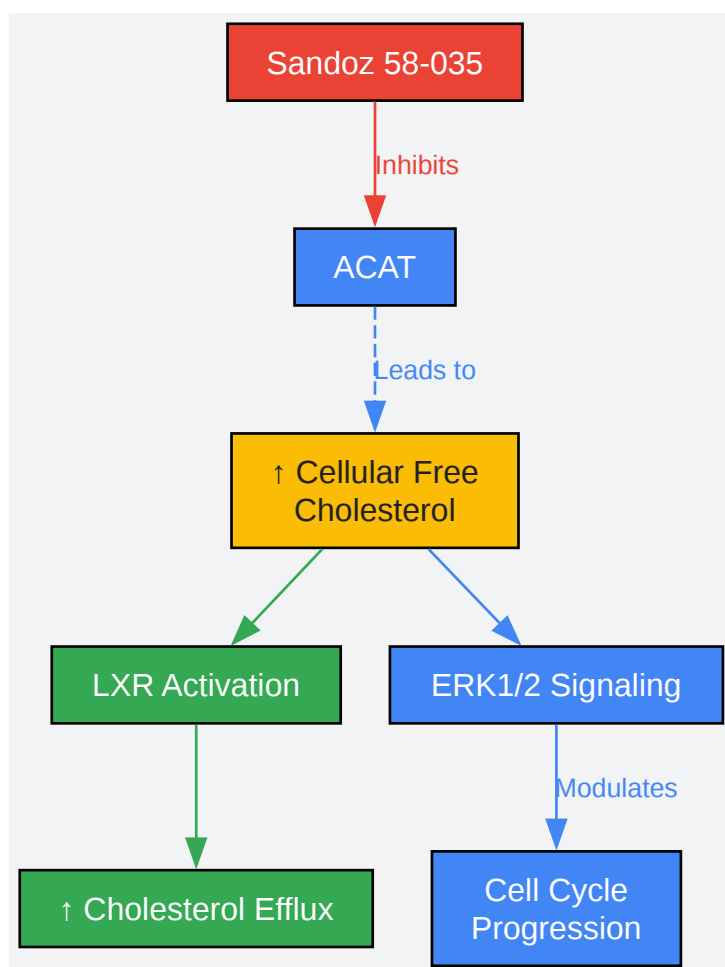 Sandoz 58-035
Inhibits
ACAT
Leads to
↑ Cellular Free
Cholesterol
LXR Activation
ERK1/2 Signaling
Modulates
↑ Cholesterol Efflux
Cell Cycle
Progression